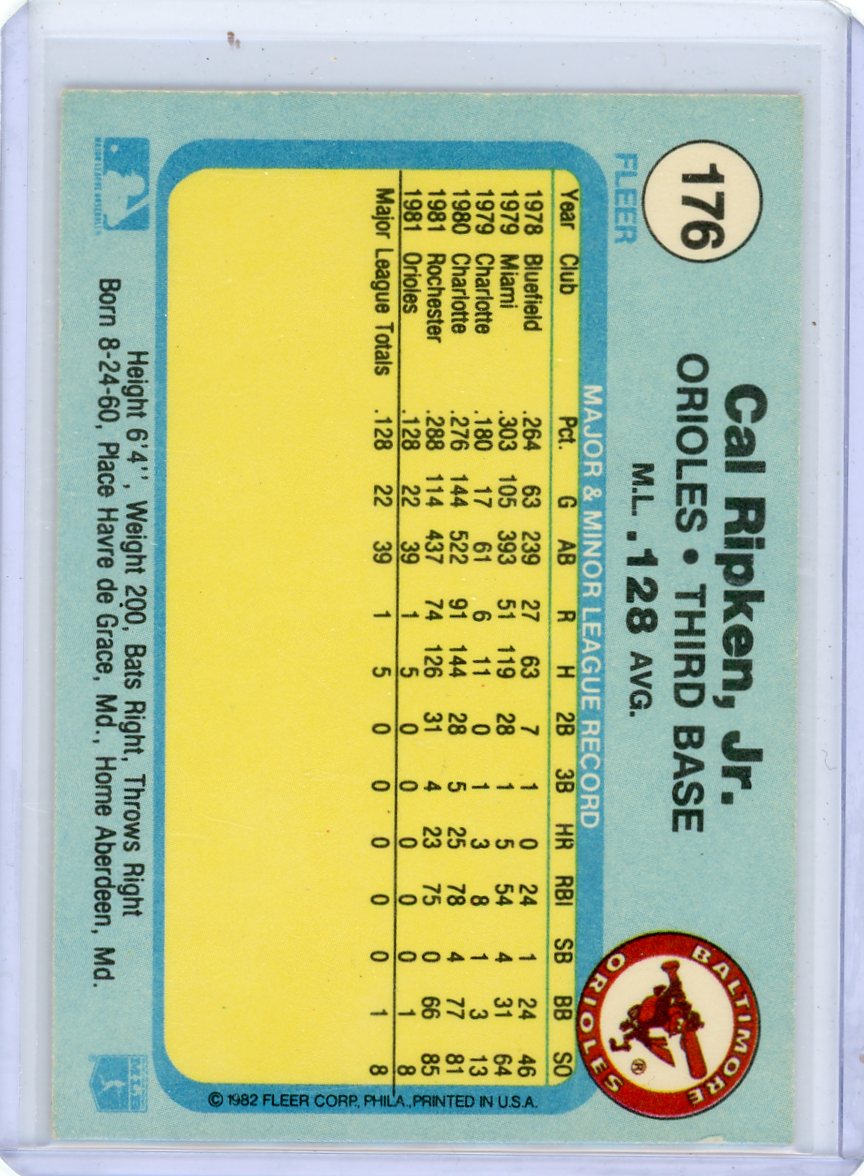 176
FLEER
Cal Ripken, Jr.
ORIOLES • THIRD BASE
M.L. .128 AVG.
BALTIMORE ORIOLES ®
MAJOR & MINOR LEAGUE RECORD
Year Club Pct. G AB R H 2B 3B HR RBI SB BB SO
1978 Bluefield .264 63 239 27 63 7 1 0 24 1 24 46
1979 Miami .303 105 393 51 119 28 1 5 54 4 31 64
1979 Charlotte .180 17 61 6 11 0 1 3 8 1 3 13
1980 Charlotte .276 144 522 91 144 28 5 25 78 4 77 81
1981 Rochester .288 114 437 74 126 31 4 23 75 0 66 85
1981 Orioles .128 22 39 1 5 0 0 0 0 0 1 8
Major League Totals .128 22 39 1 5 0 0 0 0 0 1 8
© 1982 FLEER CORP., PHILA., PRINTED IN U.S.A.
Height 6'4", Weight 200, Bats Right, Throws Right
Born 8-24-60, Place Havre de Grace, Md., Home Aberdeen, Md.
MAJOR LEAGUE BASEBALL